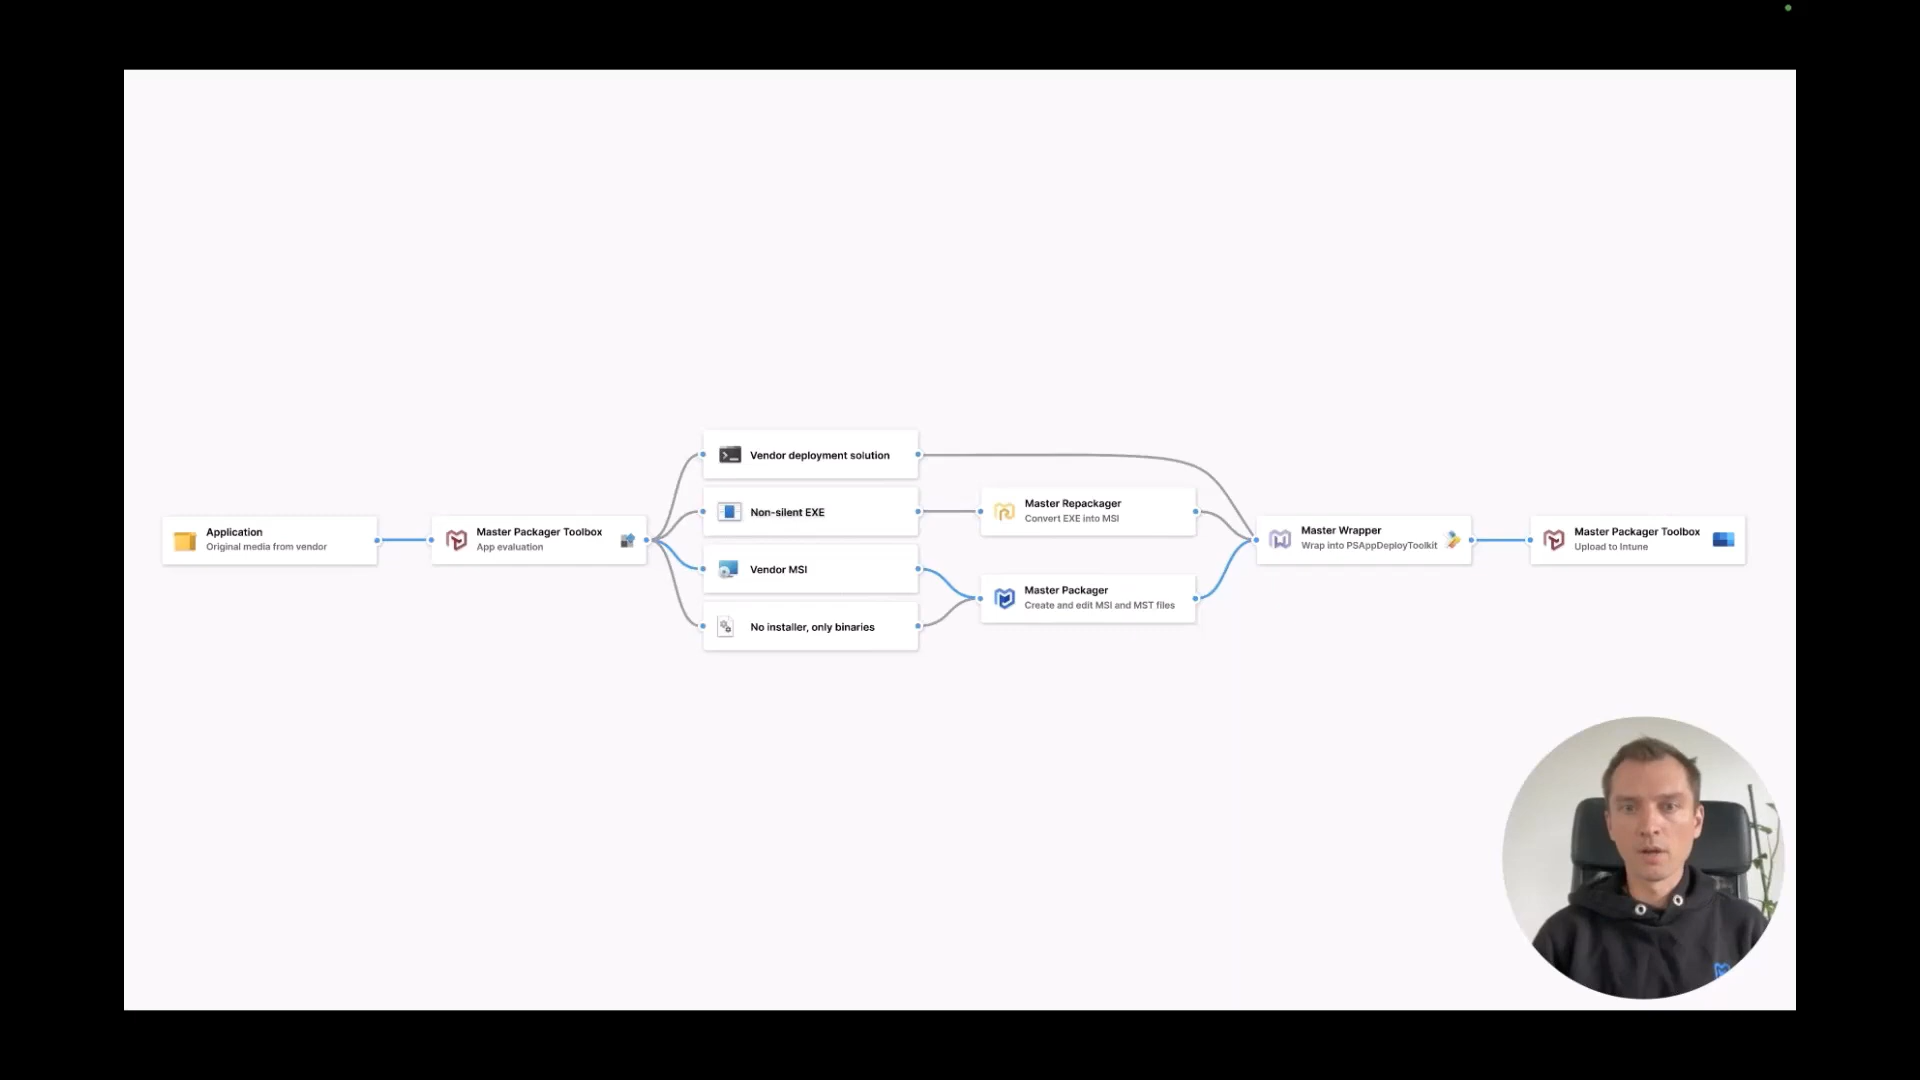 Application
Original media from vendor
Master Packager Toolbox
App evaluation
Vendor deployment solution
Non-silent EXE
Vendor MSI
No installer, only binaries
Master Repackager
Convert EXE into MSI
Master Packager
Create and edit MSI and MST files
Master Wrapper
Wrap into PSAppDeployToolkit
Master Packager Toolbox
Upload to Intune